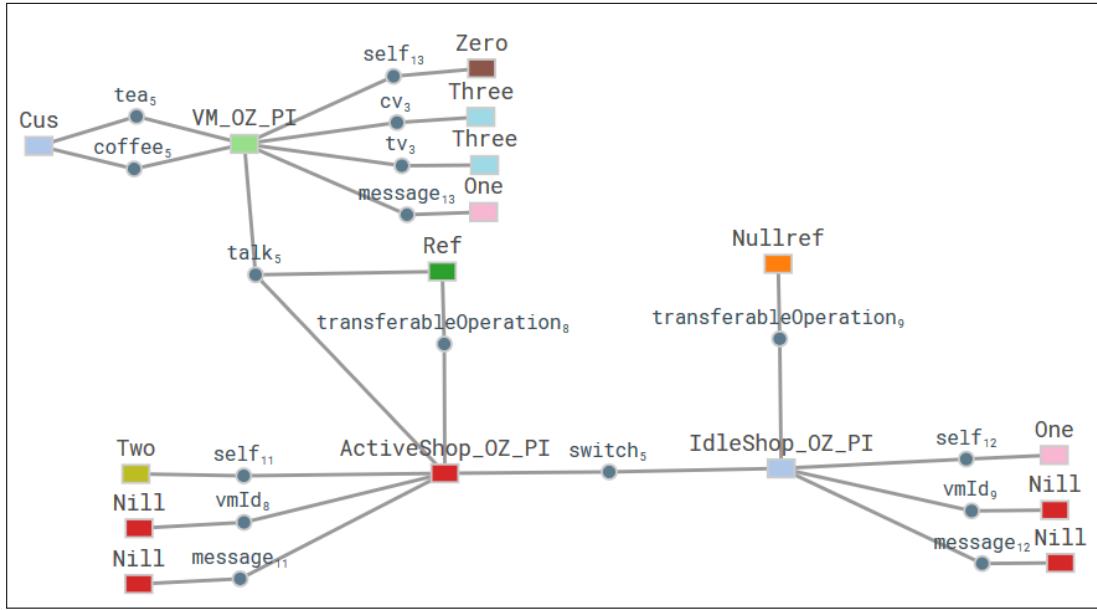 Zero
self₁₃
Three
tea₅
VM_OZ_PI
cv₃
Cus
Three
coffee₅
tv₃
message₁₃
One
talk₅
Ref
Nullref
transferableOperation₈
transferableOperation₉
Two
self₁₁
ActiveShop_OZ_PI
switch₅
IdleShop_OZ_PI
self₁₂
One
Nill
vmId₈
vmId₉
Nill
Nill
message₁₁
message₁₂
Nill